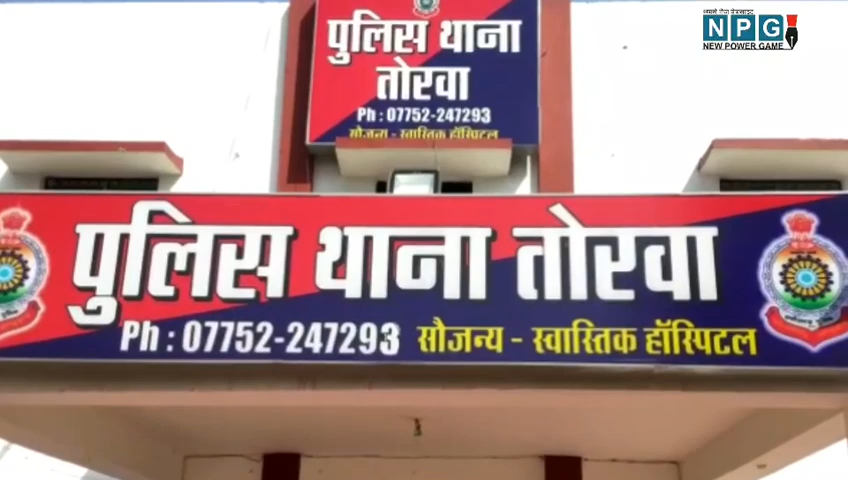 पुलिस थाना
तोरवा
Ph : 07752-247293
सौजन्य - स्वास्तिक हॉस्पिटल
NPG
NEW POWER GAME
पुलिस थाना तोरवा
Ph : 07752-247293 सौजन्य - स्वास्तिक हॉस्पिटल